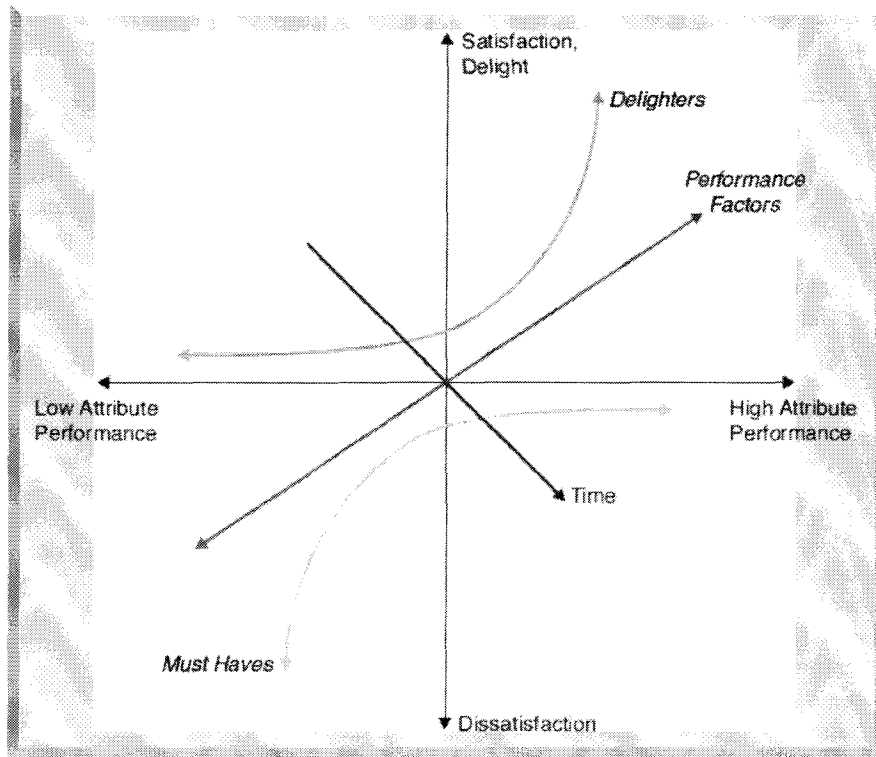 Satisfaction,
Delight
Delighters
Performance
Factors
Low Attribute
Performance
High Attribute
Performance
Time
Must Haves
Dissatisfaction